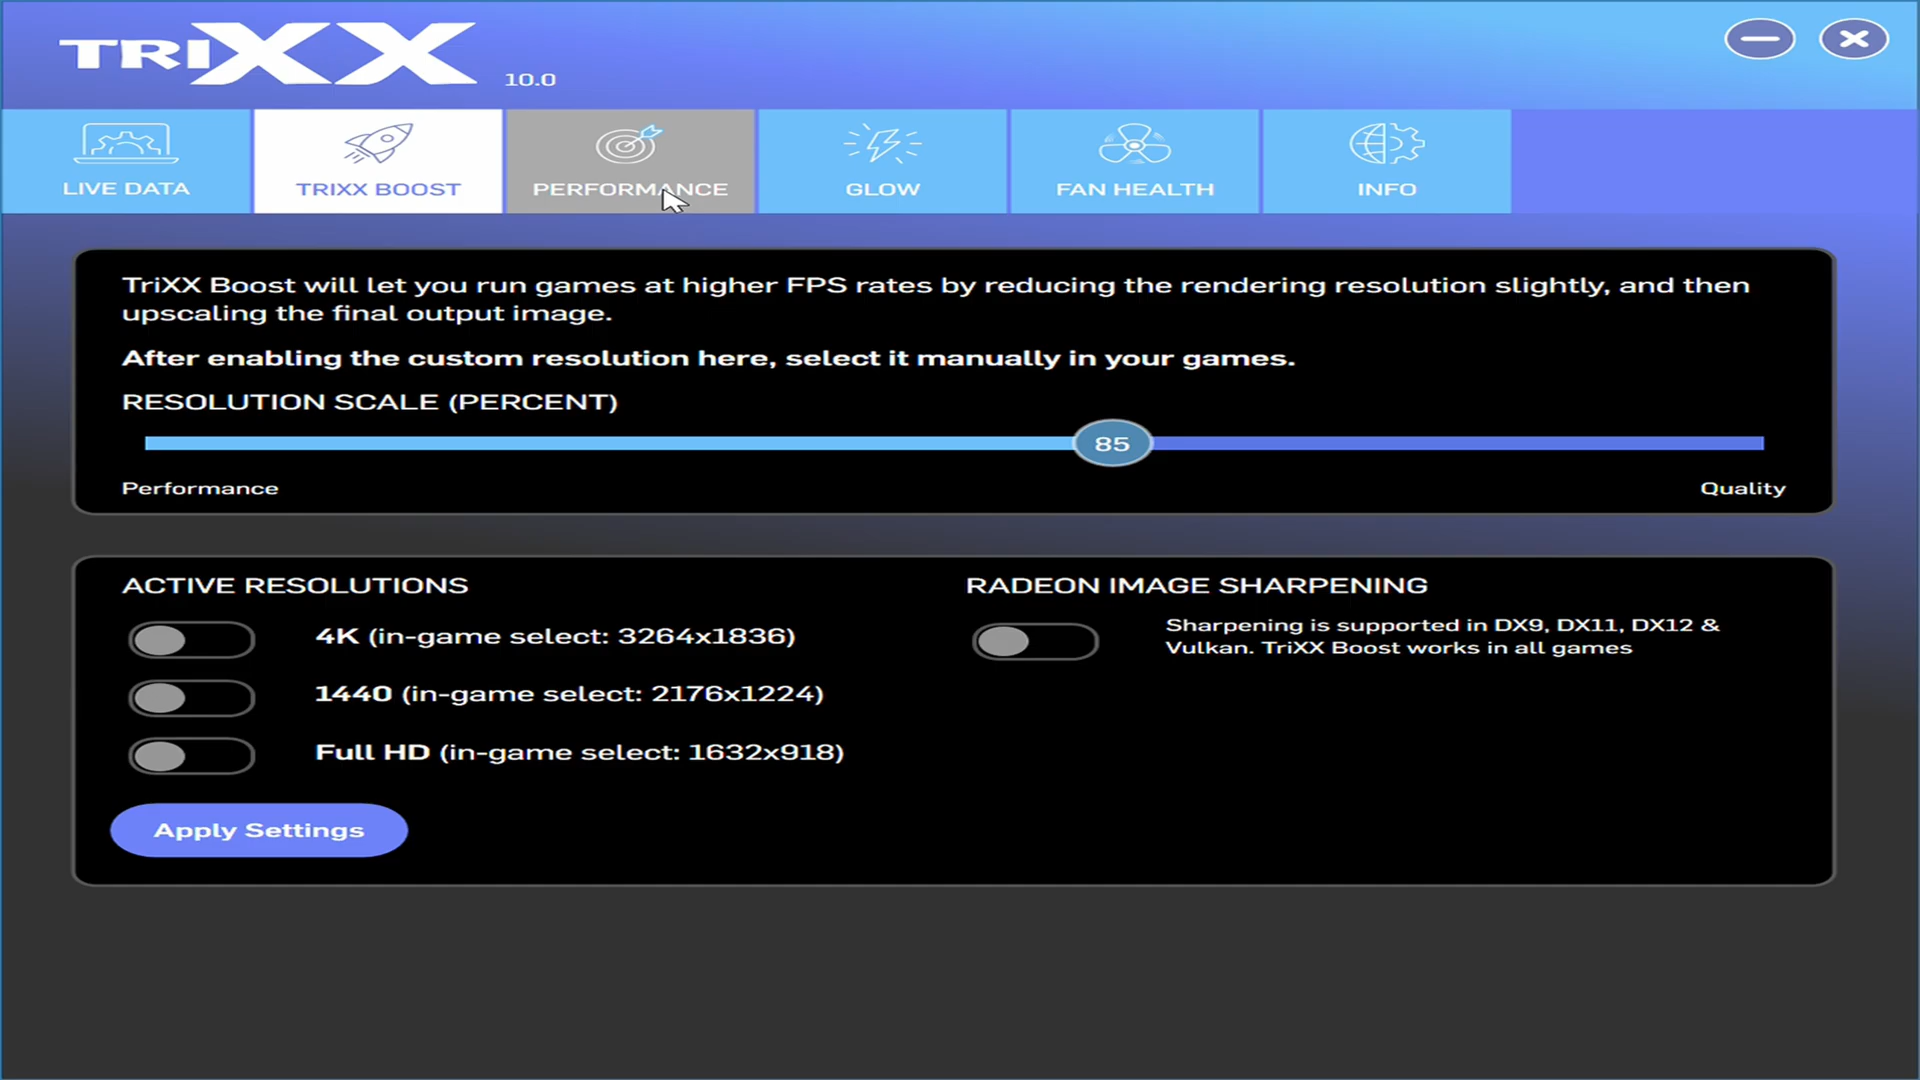 TRIXX 10.0
LIVE DATA
TRIXX BOOST
PERFORMANCE
GLOW
FAN HEALTH
INFO
TriXX Boost will let you run games at higher FPS rates by reducing the rendering resolution slightly, and then
upscaling the final output image.
After enabling the custom resolution here, select it manually in your games.
RESOLUTION SCALE (PERCENT)
85
Performance
Quality
ACTIVE RESOLUTIONS
4K (in-game select: 3264x1836)
1440 (in-game select: 2176x1224)
Full HD (in-game select: 1632x918)
Apply Settings
RADEON IMAGE SHARPENING
Sharpening is supported in DX9, DX11, DX12 &
Vulkan. TriXX Boost works in all games